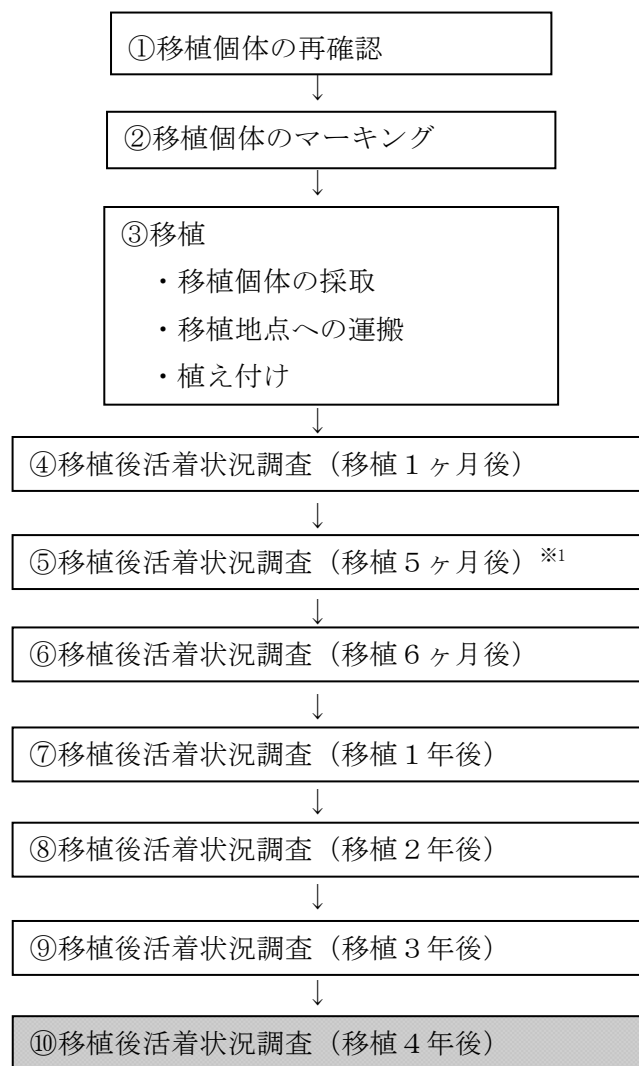 ①移植個体の再確認
↓
②移植個体のマーキング
↓
③移植
・移植個体の採取
・移植地点への運搬
・植え付け
↓
④移植後活着状況調査（移植１ヶ月後）
↓
⑤移植後活着状況調査（移植５ヶ月後）※1
↓
⑥移植後活着状況調査（移植６ヶ月後）
↓
⑦移植後活着状況調査（移植１年後）
↓
⑧移植後活着状況調査（移植２年後）
↓
⑨移植後活着状況調査（移植３年後）
↓
⑩移植後活着状況調査（移植４年後）